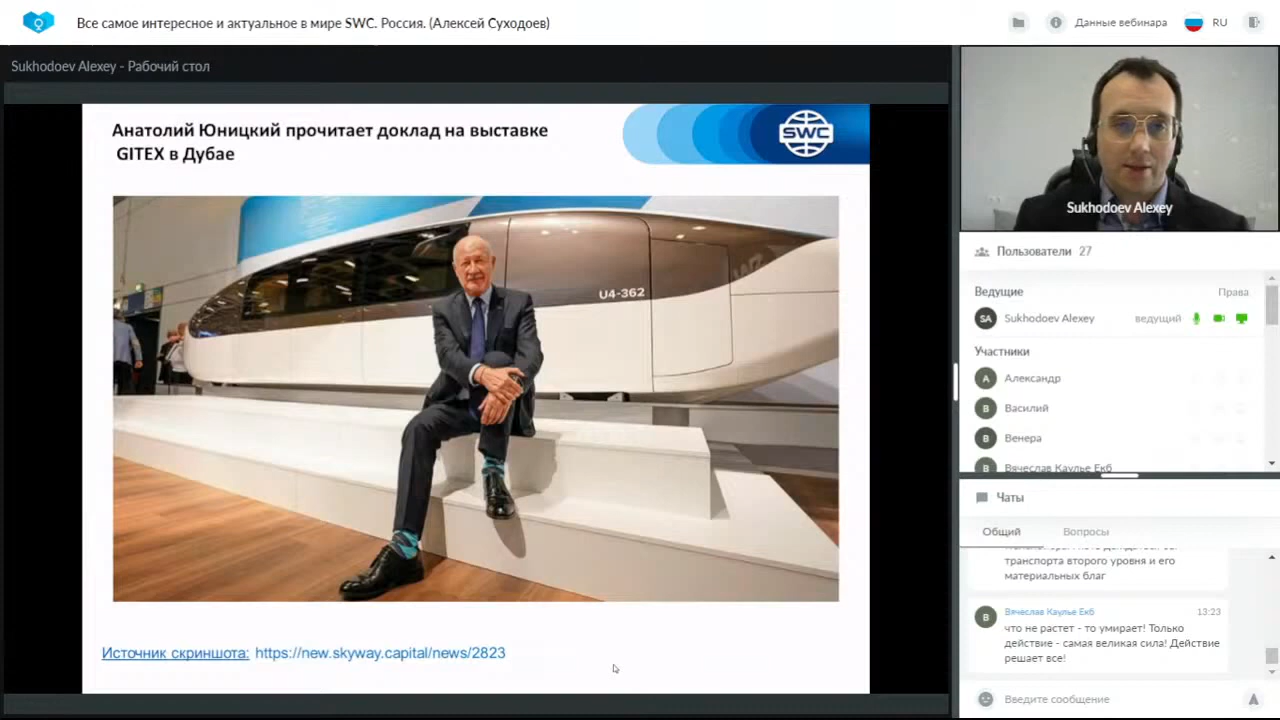 Все самое интересное и актуальное в мире SWC. Россия. (Алексей Суходоев)
Данные вебинара
RU
Sukhodoev Alexey - Рабочий стол
Анатолий Юницкий прочитает доклад на выставке
GITEX в Дубае
SWC
U4-362
Источник скриншота: https://new.skyway.capital/news/2823
Sukhodoev Alexey
Пользователи 27
Ведущие
Права
SA
Sukhodoev Alexey
ведущий
Участники
А
Александр
В
Василий
В
Венера
В
Вячеслав Каулье Екб
Чаты
Общий
Вопросы
транспорта второго уровня и его
материальных благ
В
Вячеслав Каулье Екб
13:23
что не растет - то умирает! Только
действие - самая великая сила! Действие
решает все!
Введите сообщение